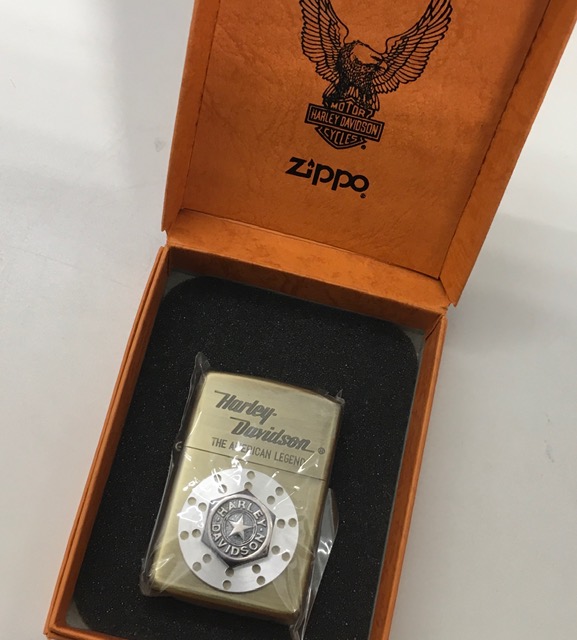 MOTOR
HARLEY-DAVIDSON
CYCLES
®
Zippo®
Harley-
Davidson®
THE AMERICAN LEGEND
HARLEY
DAVIDSON